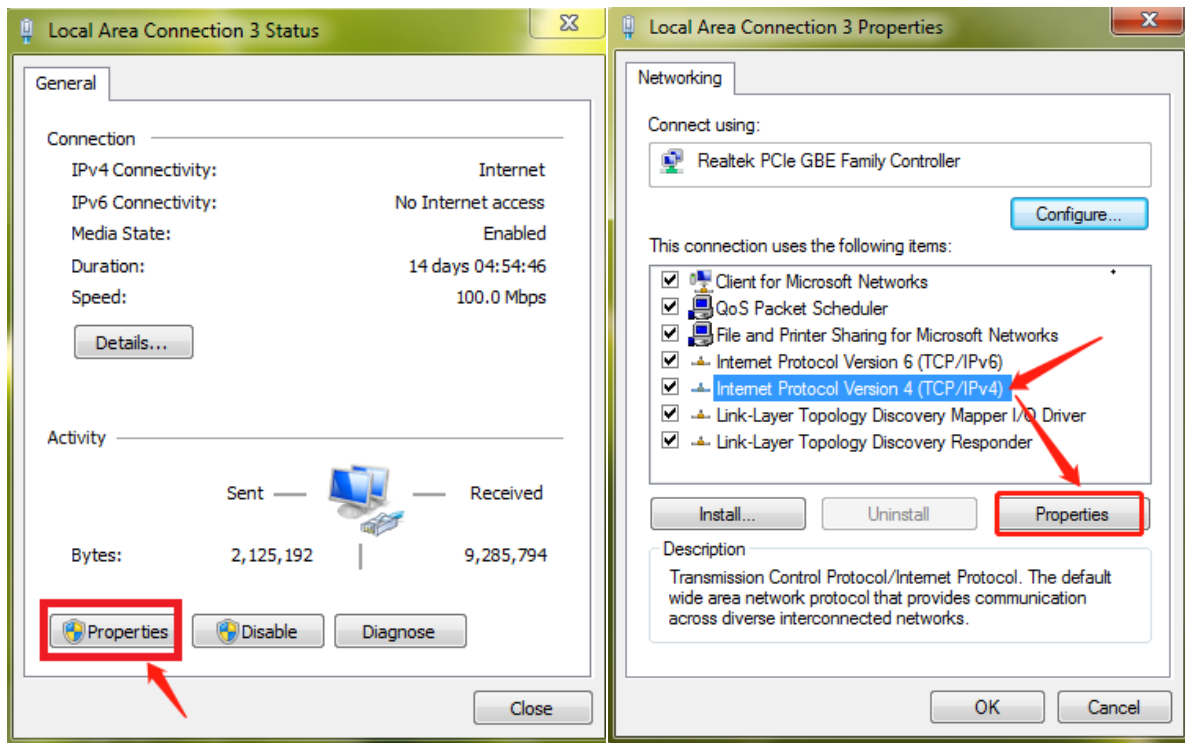 Local Area Connection 3 Status
General
Connection
IPv4 Connectivity: Internet
IPv6 Connectivity: No Internet access
Media State: Enabled
Duration: 14 days 04:54:46
Speed: 100.0 Mbps
Details...
Activity
Sent Received
Bytes: 2,125,192 9,285,794
Properties Disable Diagnose
Close
Local Area Connection 3 Properties
Networking
Connect using:
Realtek PCIe GBE Family Controller
Configure...
This connection uses the following items:
Client for Microsoft Networks
QoS Packet Scheduler
File and Printer Sharing for Microsoft Networks
Internet Protocol Version 6 (TCP/IPv6)
Internet Protocol Version 4 (TCP/IPv4)
Link-Layer Topology Discovery Mapper I/O Driver
Link-Layer Topology Discovery Responder
Install... Uninstall Properties
Description
Transmission Control Protocol/Internet Protocol. The default
wide area network protocol that provides communication
across diverse interconnected networks.
OK Cancel